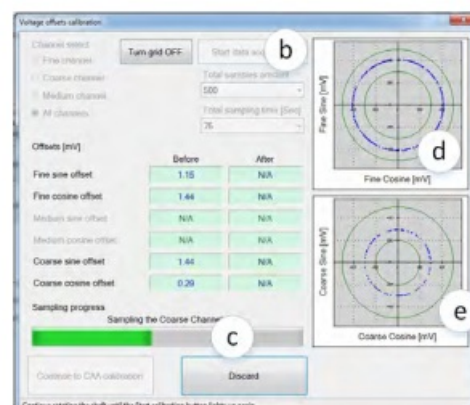 Voltage offsets calibration
Channel select
Fine channel
Coarse channel
Medium channel
All channels
Turn grid OFF
Start data
b
Total samples amount
500
Total sampling time [Sec]
75
Offsets [mV]
Before After
Fine sine offset 1.15 N/A
Fine cosine offset 1.44 N/A
Medium sine offset N/A N/A
Medium cosine offset N/A N/A
Coarse sine offset 1.44 N/A
Coarse cosine offset 0.29 N/A
Sampling progress
Sampling the Coarse Channel
c
Continue to CAA calibration
Discard
Fine Sine [mV]
d
Fine Cosine [mV]
Coarse Sine [mV]
e
Coarse Cosine [mV]